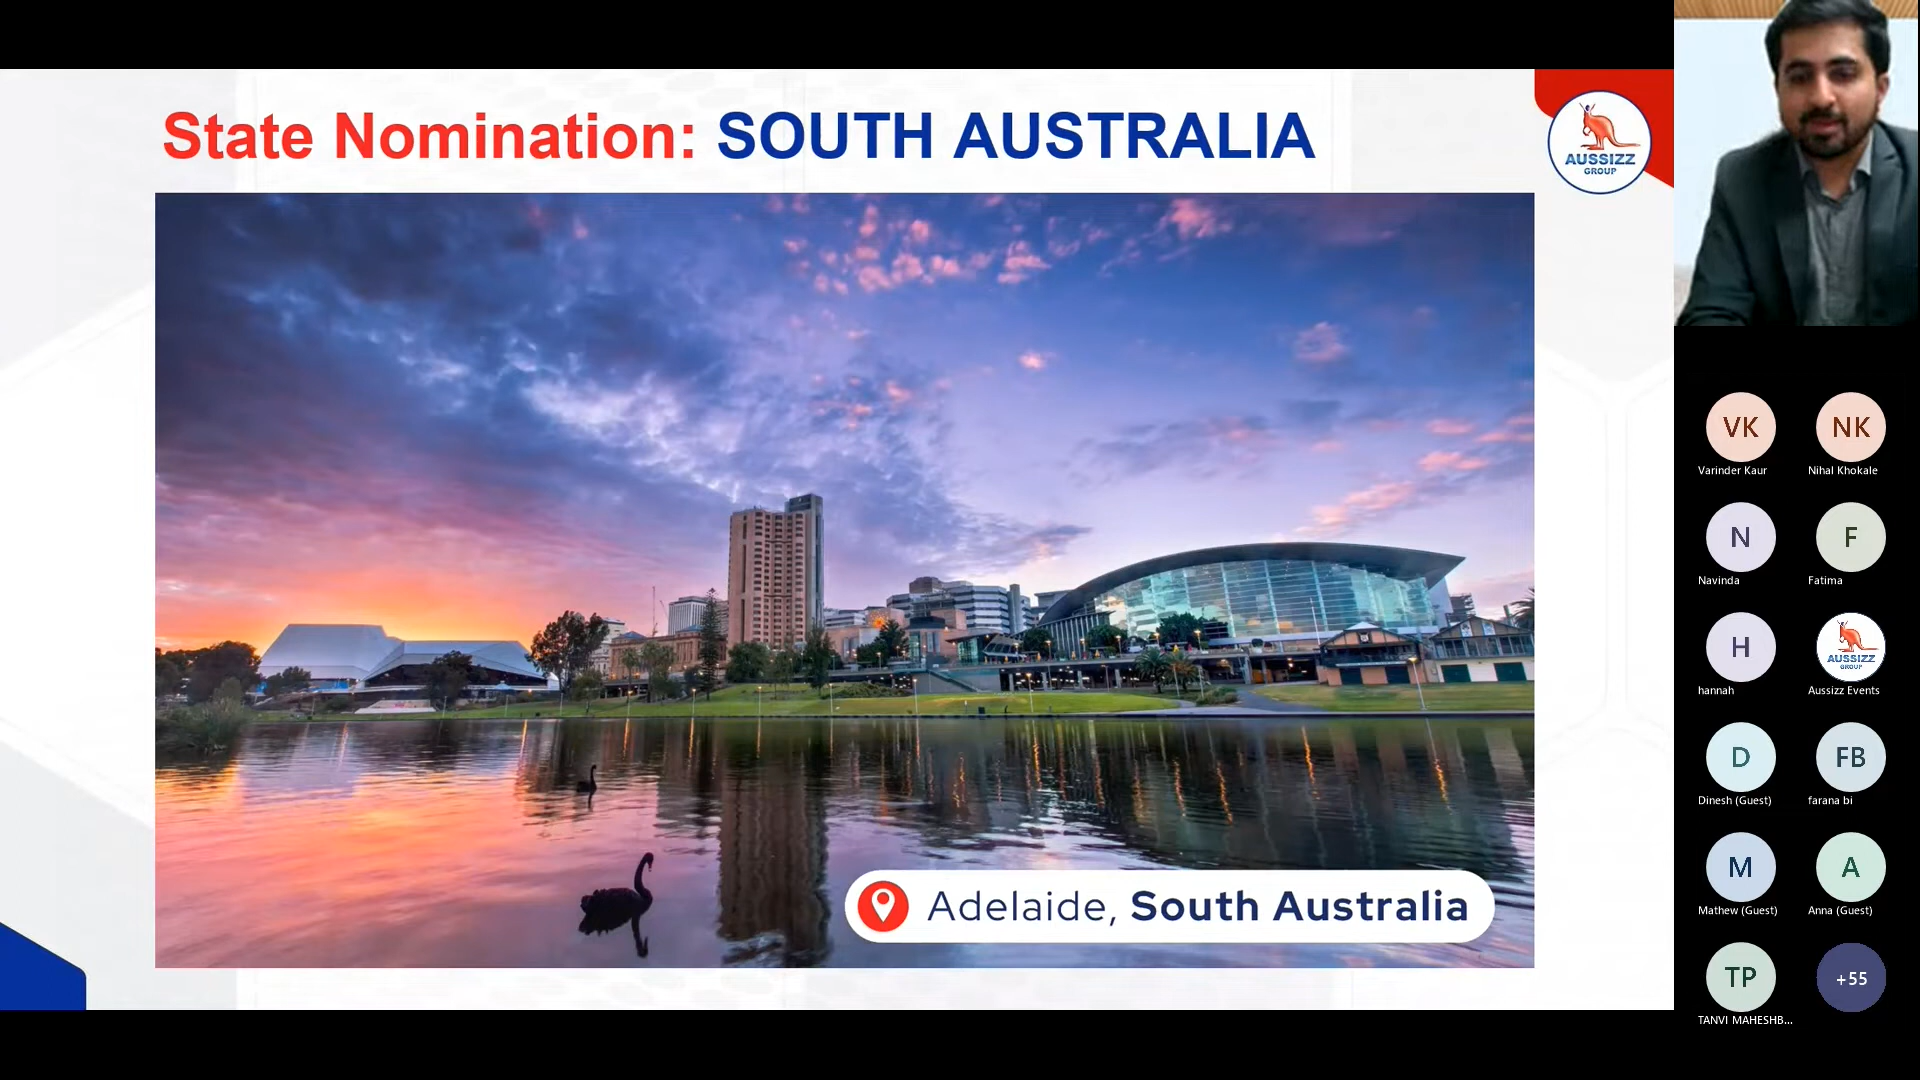 State Nomination: SOUTH AUSTRALIA
AUSSIZZ
GROUP
Adelaide, South Australia
VK
Varinder Kaur
NK
Nihal Khokale
N
Navinda
F
Fatima
H
hannah
AUSSIZZ
GROUP
Aussizz Events
D
Dinesh (Guest)
FB
farana bi
M
Mathew (Guest)
A
Anna (Guest)
TP
TANVI MAHESHB...
+55